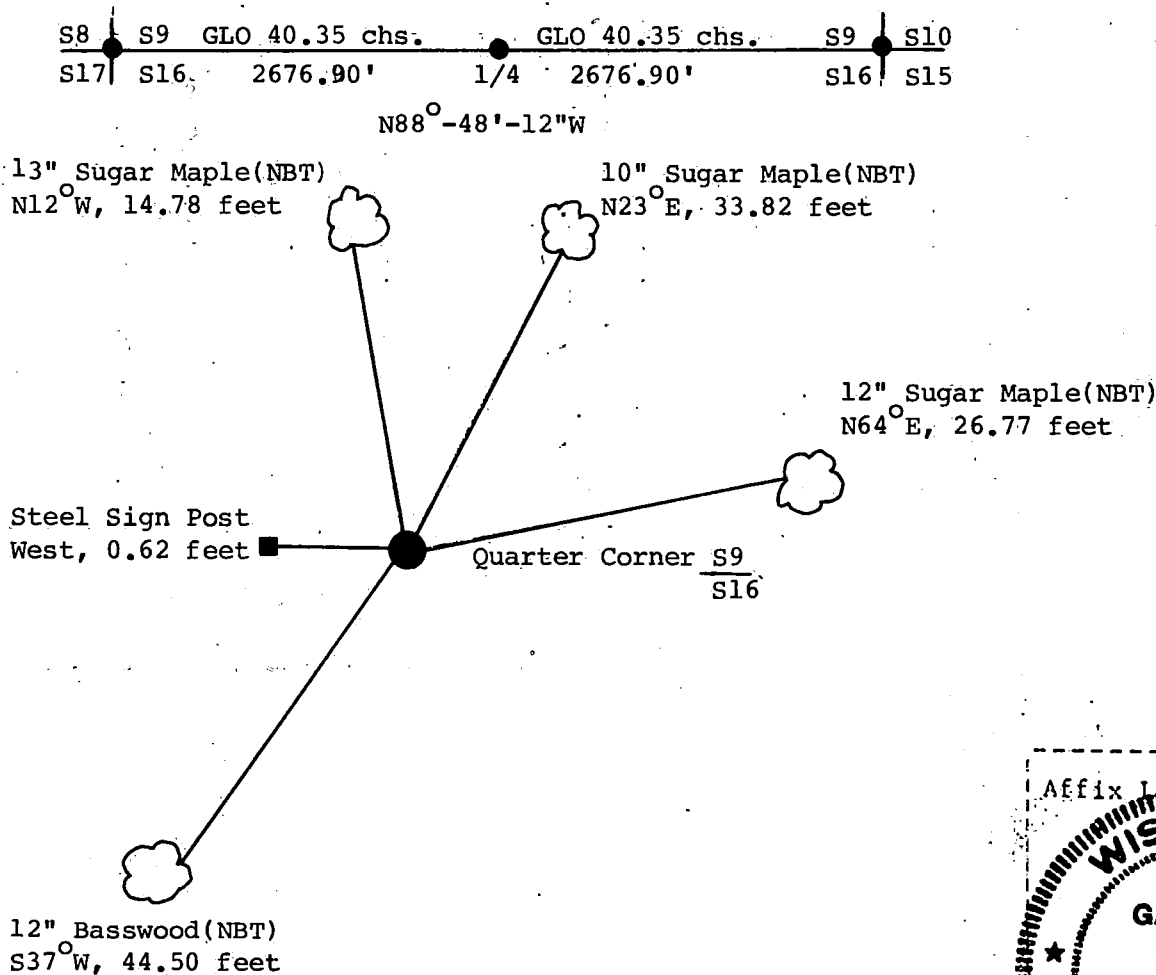 S8 S9 GLO 40.35 chs. GLO 40.35 chs. S9 S10
S17 S16 2676.90' 1/4 2676.90' S16 S15
N88°-48'-12"W
13" Sugar Maple(NBT)
N12°W, 14.78 feet
10" Sugar Maple(NBT)
N23°E, 33.82 feet
12" Sugar Maple(NBT)
N64°E, 26.77 feet
Steel Sign Post
West, 0.62 feet
Quarter Corner S9
S16
12" Basswood(NBT)
S37°W, 44.50 feet
Affix
WIS